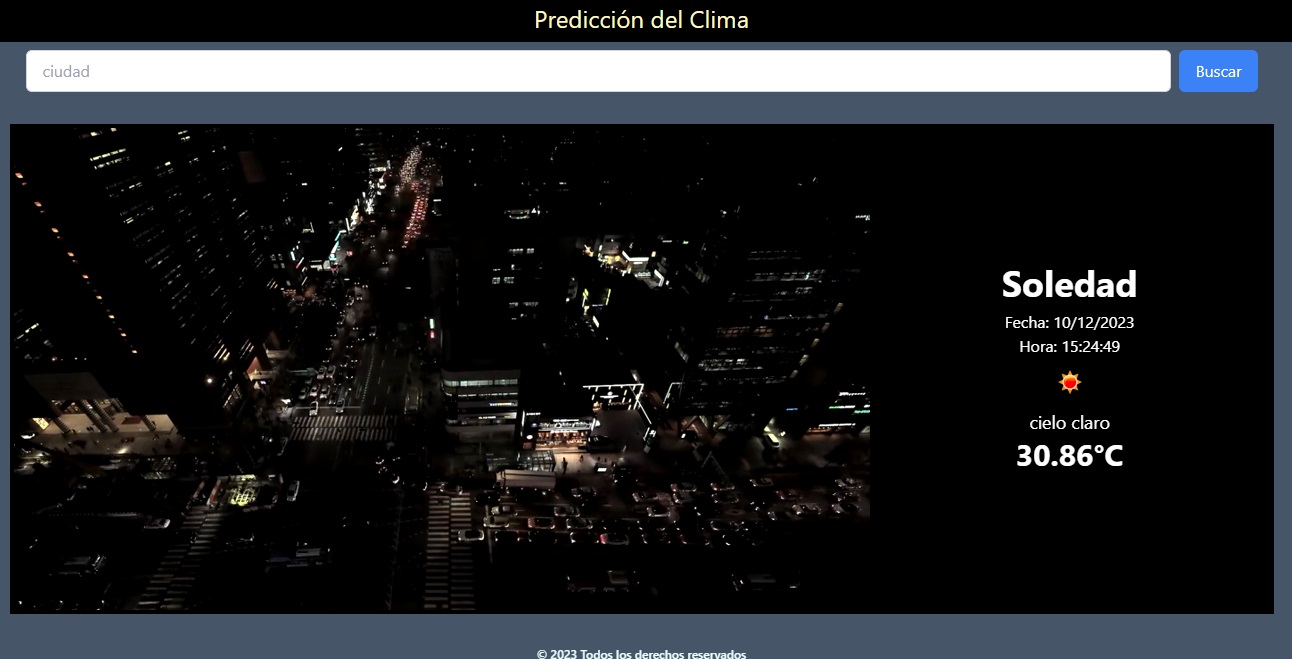 Predicción del Clima
ciudad
Buscar
Soledad
Fecha: 10/12/2023
Hora: 15:24:49
cielo claro
30.86°C
© 2023 Todos los derechos reservados